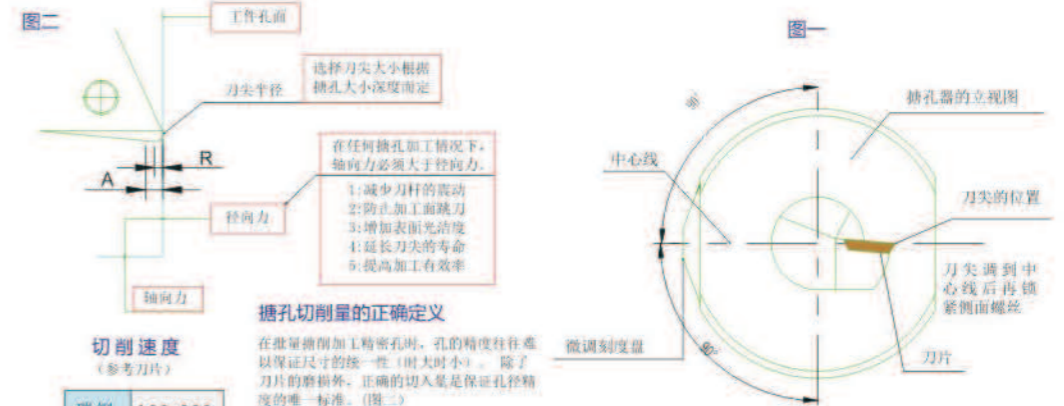 图二
工件孔面
刀尖半径
选择刀尖大小根据
搪孔大小深度而定
R
A
在任何搪孔加工情况下，
轴向力必须大于径向力.
1:减少刀杆的震动
2:防止加工面跳刀
3:增加表面光洁度
4:延长刀尖的寿命
5:提高加工有效率
径向力
轴向力
切削速度
（参考刀片）
搪孔切削量的正确定义
在批量搪削加工精密孔时，孔的精度往往难
以保证尺寸的统一性（时大时小）。 除了
刀片的磨损外，正确的切入量是保证孔径精
度的唯一标准。(图二)
图一
90°
搪孔器的立视图
中心线
刀尖的位置
刀尖调到中
心线后再锁
紧侧面螺丝
微调刻度盘
90°
刀片